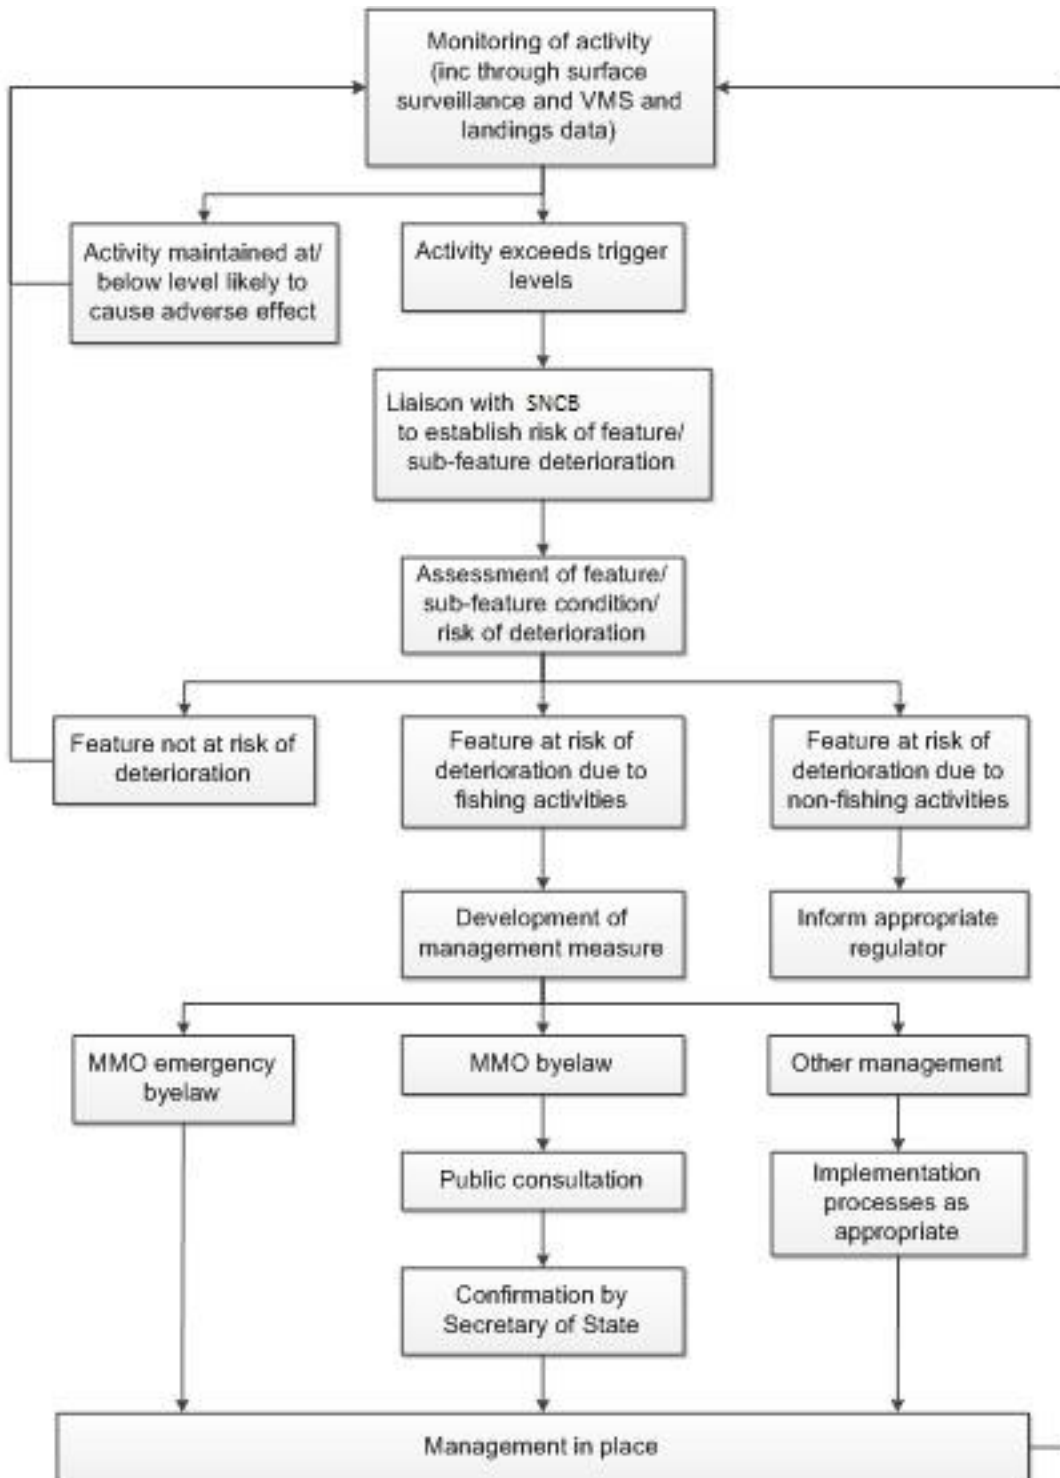 Monitoring of activity
(inc through surface
surveillance and VMS and
landings data)
Activity maintained at/
below level likely to
cause adverse effect
Activity exceeds trigger
levels
Liaison with SNCB
to establish risk of feature/
sub-feature deterioration
Assessment of feature/
sub-feature condition/
risk of deterioration
Feature not at risk of
deterioration
Feature at risk of
deterioration due to
fishing activities
Feature at risk of
deterioration due to
non-fishing activities
Development of
management measure
Inform appropriate
regulator
MMO emergency
byelaw
MMO byelaw
Other management
Public consultation
Implementation
processes as
appropriate
Confirmation by
Secretary of State
Management in place